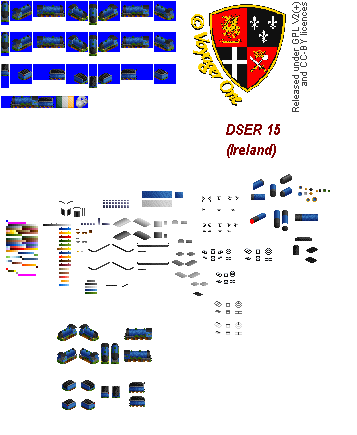 © Voyager One
Released under GPL v2(+)
and CC-BY licences
DSER 15
(Ireland)